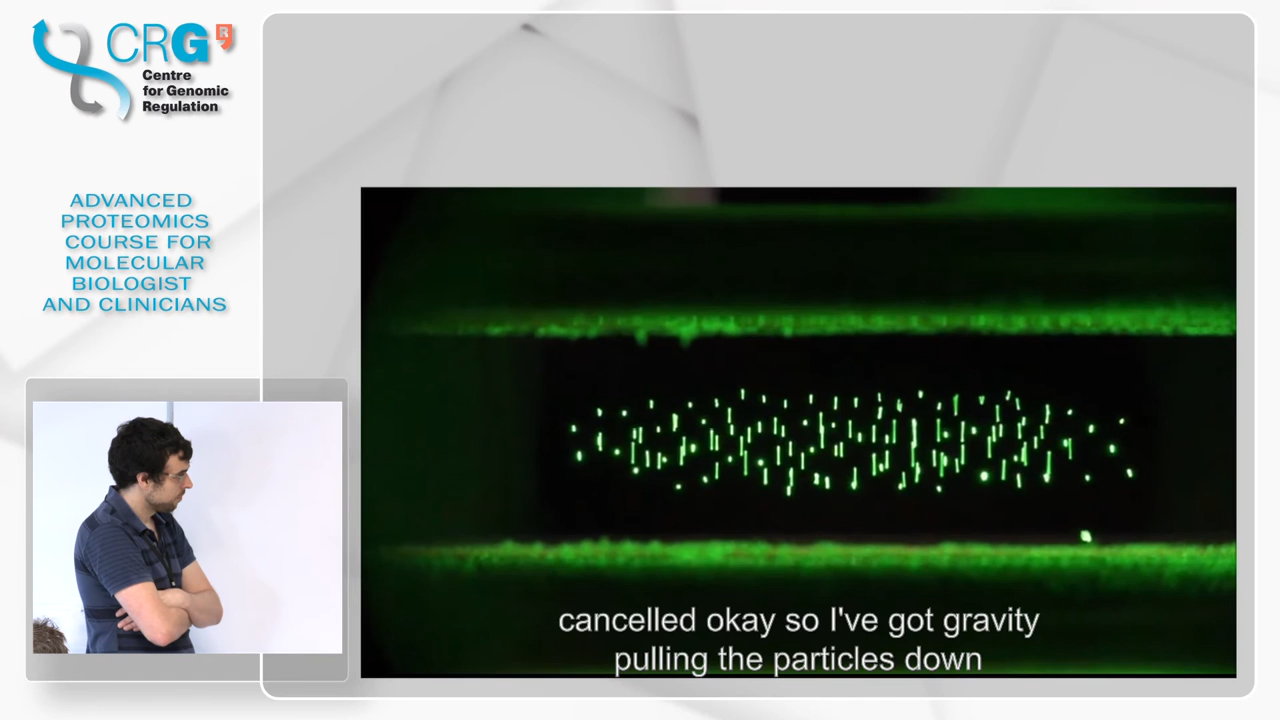 CRG
R
Centre
for Genomic
Regulation
ADVANCED
PROTEOMICS
COURSE FOR
MOLECULAR
BIOLOGIST
AND CLINICIANS
cancelled okay so I've got gravity
pulling the particles down